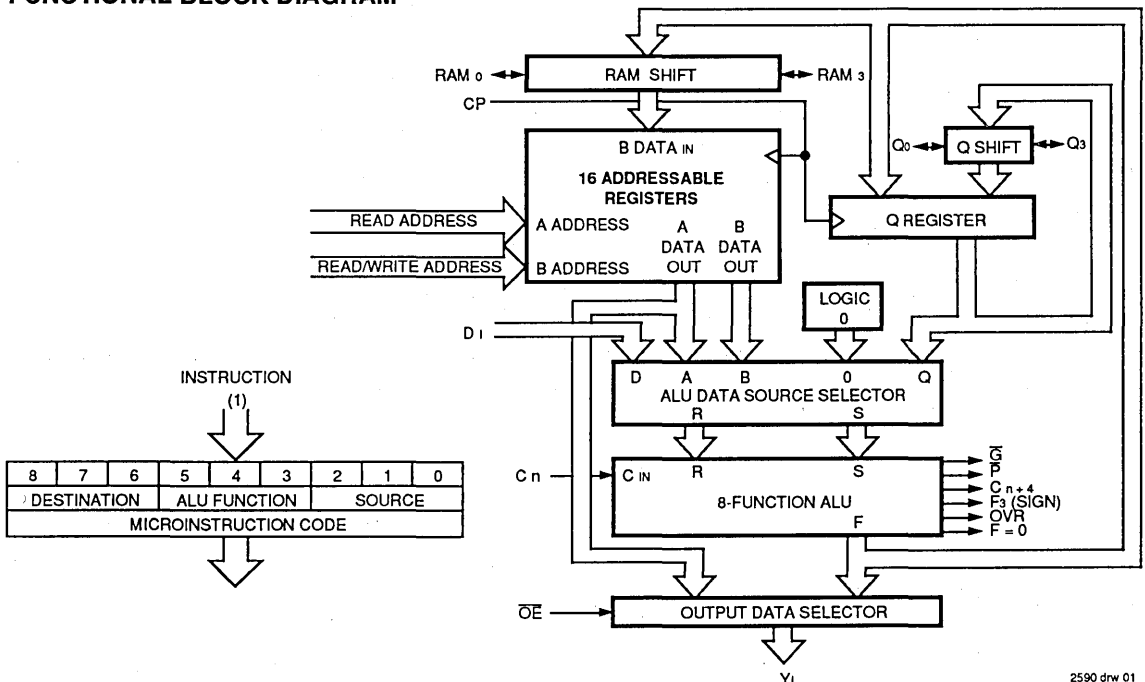 FUNCTIONAL BLOCK DIAGRAM
RAM 0
RAM SHIFT
RAM 3
CP
B DATA IN
16 ADDRESSABLE
REGISTERS
READ ADDRESS
A ADDRESS
READ/WRITE ADDRESS
B ADDRESS
A
DATA
OUT
B
DATA
OUT
Q0
Q SHIFT
Q3
Q REGISTER
LOGIC
0
D I
D A B 0 Q
ALU DATA SOURCE SELECTOR
R S
INSTRUCTION
(1)
8 7 6 5 4 3 2 1 0
DESTINATION ALU FUNCTION SOURCE
MICROINSTRUCTION CODE
C n
C IN
R S
8-FUNCTION ALU
F
G̅
P̅
C n + 4
F3 (SIGN)
OVR
F = 0
O̅E̅
OUTPUT DATA SELECTOR
YI
2590 drw 01